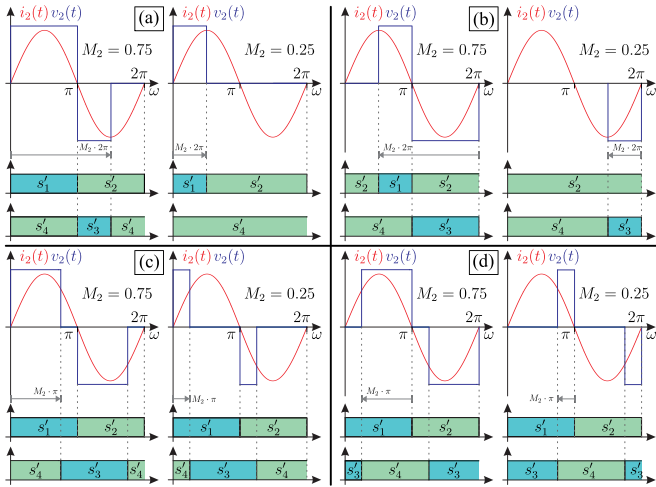 i₂(t) v₂(t) (a) i₂(t) v₂(t)
M₂ = 0.75 M₂ = 0.25
2π 2π
π ω π ω
M₂ · 2π M₂ · 2π
s′₁ s′₂ s′₁ s′₂
s′₄ s′₃ s′₄ s′₄
i₂(t) v₂(t) (b) i₂(t) v₂(t)
M₂ = 0.75 M₂ = 0.25
2π 2π
π ω π ω
M₂ · 2π M₂ · 2π
s′₂ s′₁ s′₂ s′₂
s′₄ s′₃ s′₄ s′₃
i₂(t) v₂(t) (c) i₂(t) v₂(t)
M₂ = 0.75 M₂ = 0.25
2π 2π
π ω π ω
M₂ · π M₂ · π
s′₁ s′₂ s′₁ s′₂
s′₄ s′₃ s′₄ s′₄ s′₃ s′₄
i₂(t) v₂(t) (d) i₂(t) v₂(t)
M₂ = 0.75 M₂ = 0.25
2π 2π
π ω π ω
M₂ · π M₂ · π
s′₁ s′₂ s′₁ s′₂
s′₃ s′₄ s′₃ s′₃ s′₄ s′₃